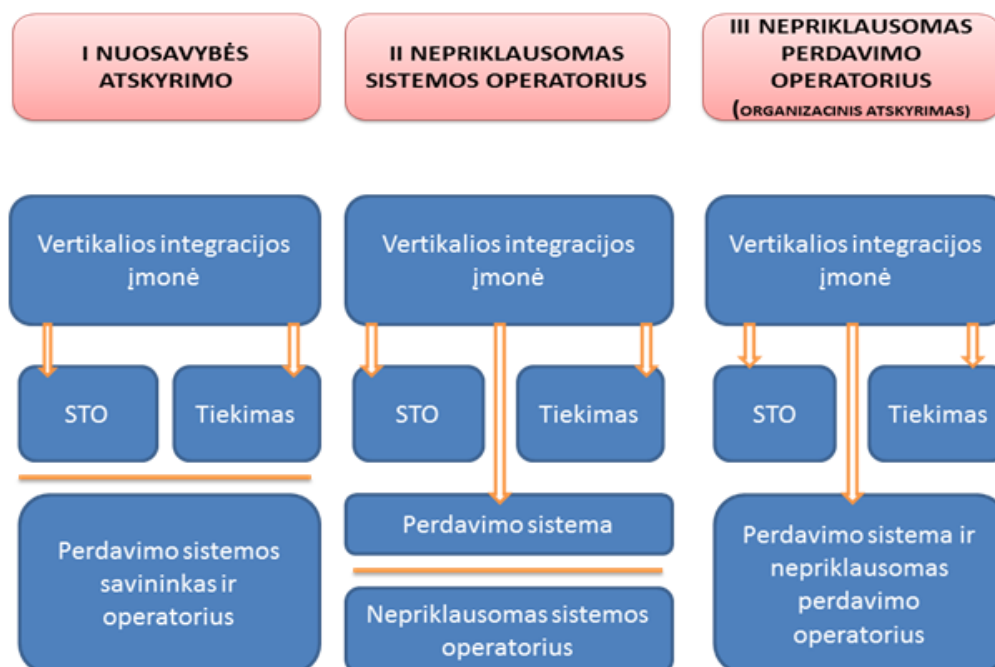 I NUOSAVYBĖS
ATSKYRIMO
II NEPRIKLAUSOMAS
SISTEMOS OPERATORIUS
III NEPRIKLAUSOMAS
PERDAVIMO
OPERATORIUS
(ORGANIZACINIS ATSKYRIMAS)
Vertikalios integracijos
įmonė
Vertikalios integracijos
įmonė
Vertikalios integracijos
įmonė
STO
Tiekimas
STO
Tiekimas
STO
Tiekimas
Perdavimo sistemos
savininkas ir
operatorius
Perdavimo sistema
Nepriklausomas sistemos
operatorius
Perdavimo sistema ir
nepriklausomas
perdavimo
operatorius